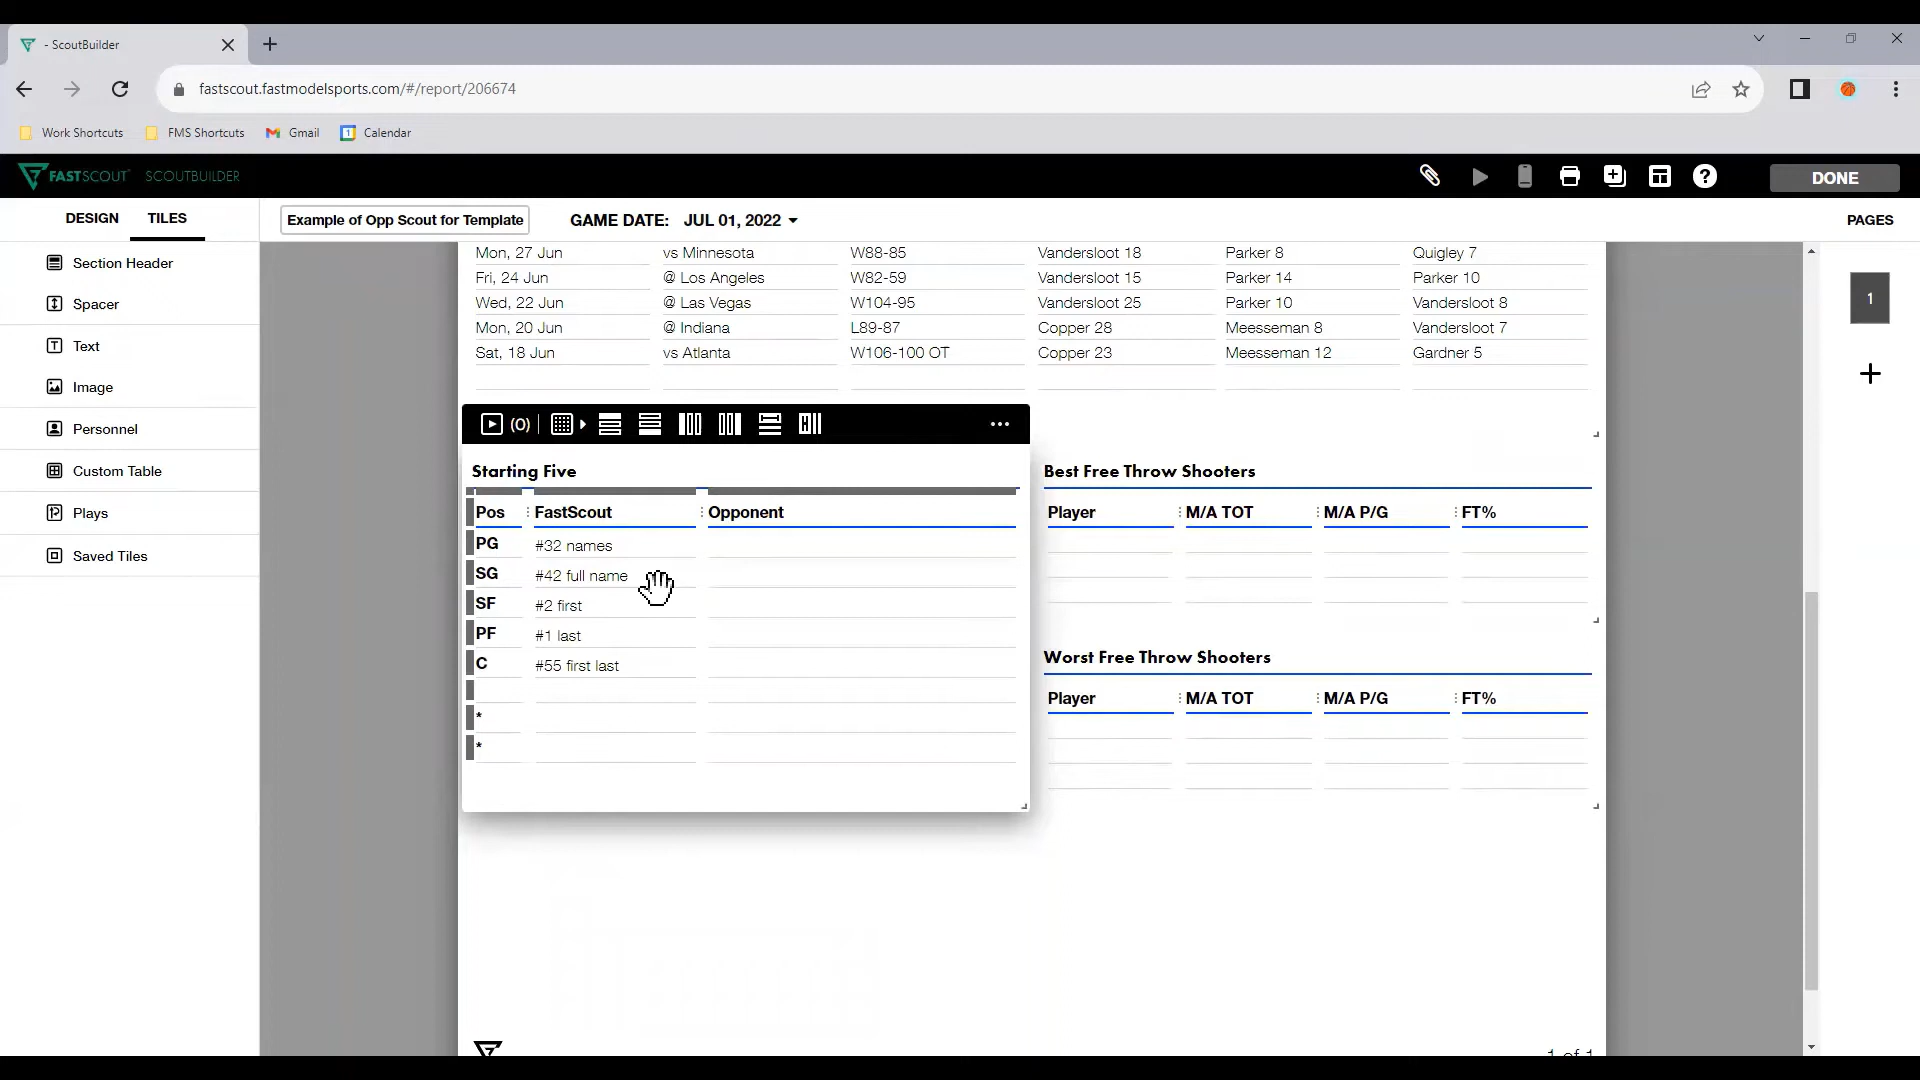 - ScoutBuilder
fastscout.fastmodelsports.com/#/report/206674
Work Shortcuts FMS Shortcuts Gmail 1 Calendar
FASTSCOUT SCOUTBUILDER DONE
DESIGN TILES Example of Opp Scout for Template GAME DATE: JUL 01, 2022 PAGES
Section Header
Spacer
Text
Image
Personnel
Custom Table
Plays
Saved Tiles
Mon, 27 Jun vs Minnesota W88-85 Vandersloot 18 Parker 8 Quigley 7
Fri, 24 Jun @ Los Angeles W82-59 Vandersloot 15 Parker 14 Parker 10
Wed, 22 Jun @ Las Vegas W104-95 Vandersloot 25 Parker 10 Vandersloot 8
Mon, 20 Jun @ Indiana L89-87 Copper 28 Meesseman 8 Vandersloot 7
Sat, 18 Jun vs Atlanta W106-100 OT Copper 23 Meesseman 12 Gardner 5
1
(0)
Starting Five
Pos FastScout Opponent
PG #32 names
SG #42 full name
SF #2 first
PF #1 last
C #55 first last
*
*
Best Free Throw Shooters
Player M/A TOT M/A P/G FT%
Worst Free Throw Shooters
Player M/A TOT M/A P/G FT%
1 of 1